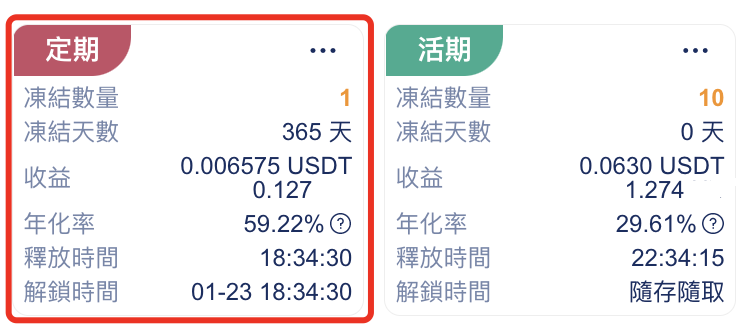 定期
...
凍結數量 1
凍結天數 365 天
收益 0.006575 USDT
0.127
年化率 59.22% ?
釋放時間 18:34:30
解鎖時間 01-23 18:34:30
活期
...
凍結數量 10
凍結天數 0 天
收益 0.0630 USDT
1.274
年化率 29.61% ?
釋放時間 22:34:15
解鎖時間 隨存隨取